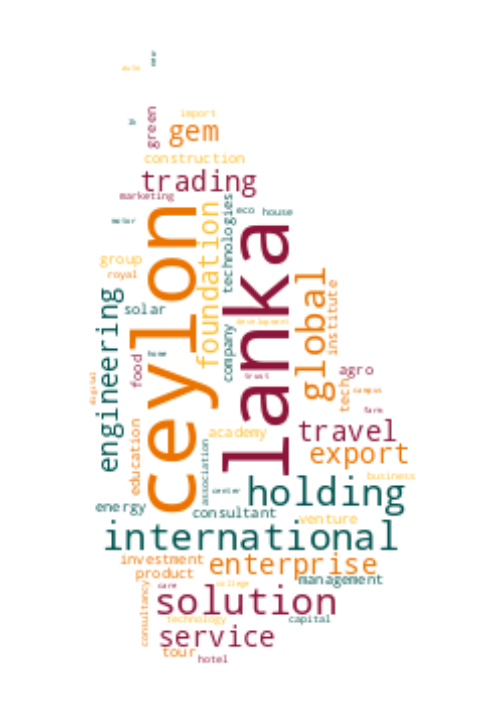 new
auto
import
lk
green
gem
construction
trading
marketing
technologies
eco
house
motor
ceylon
foundation
lanka
group
royal
global
institute
engineering
solar
development
company
food
home
trust
agro
tech
campus
digital
farm
education
academy
travel
export
association
business
center
holding
energy
consultant
venture
international
investment
enterprise
product
management
care
college
consultancy
solution
technology
capital
service
tour
hotel